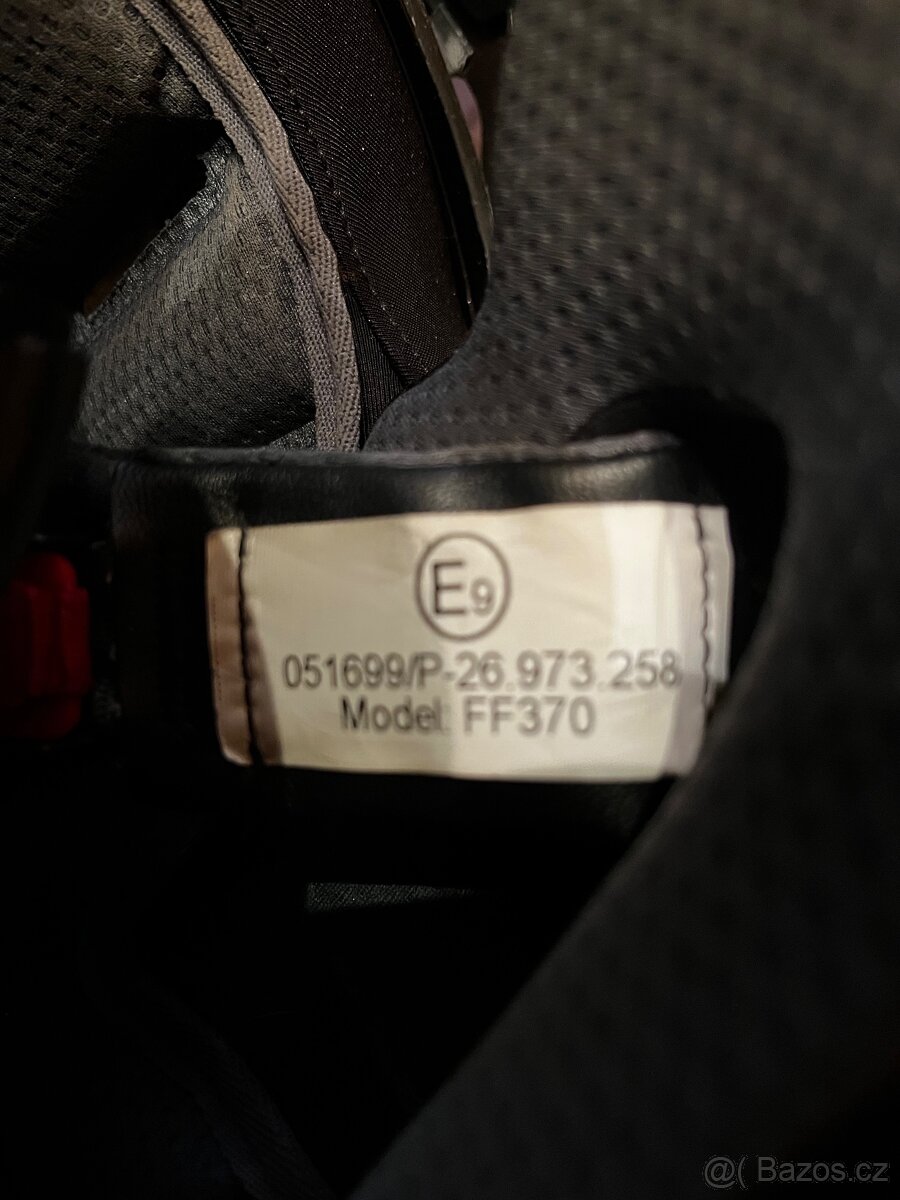 E9
051699/P-26.973.258
Model: FF370
@( Bazos.cz